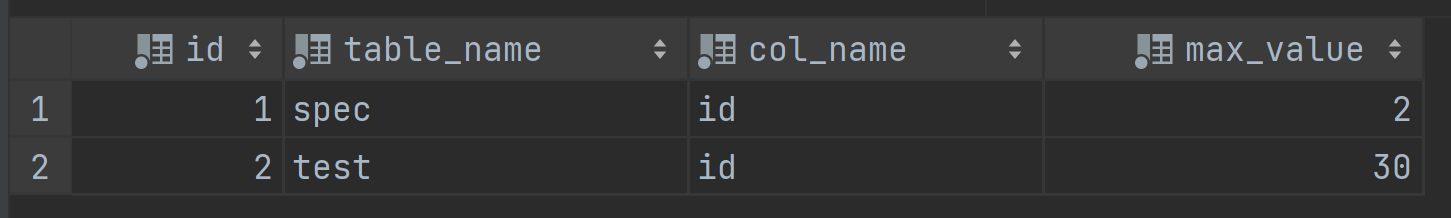 id table_name col_name max_value
1 1 spec id 2
2 2 test id 30